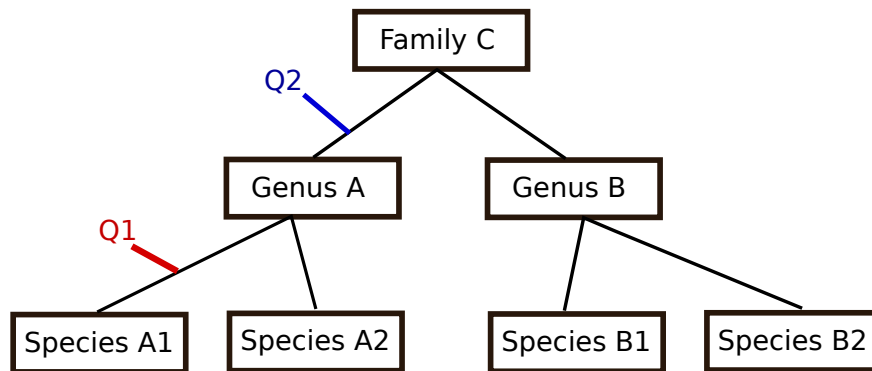 Family C
Q2
Genus A
Genus B
Q1
Species A1
Species A2
Species B1
Species B2